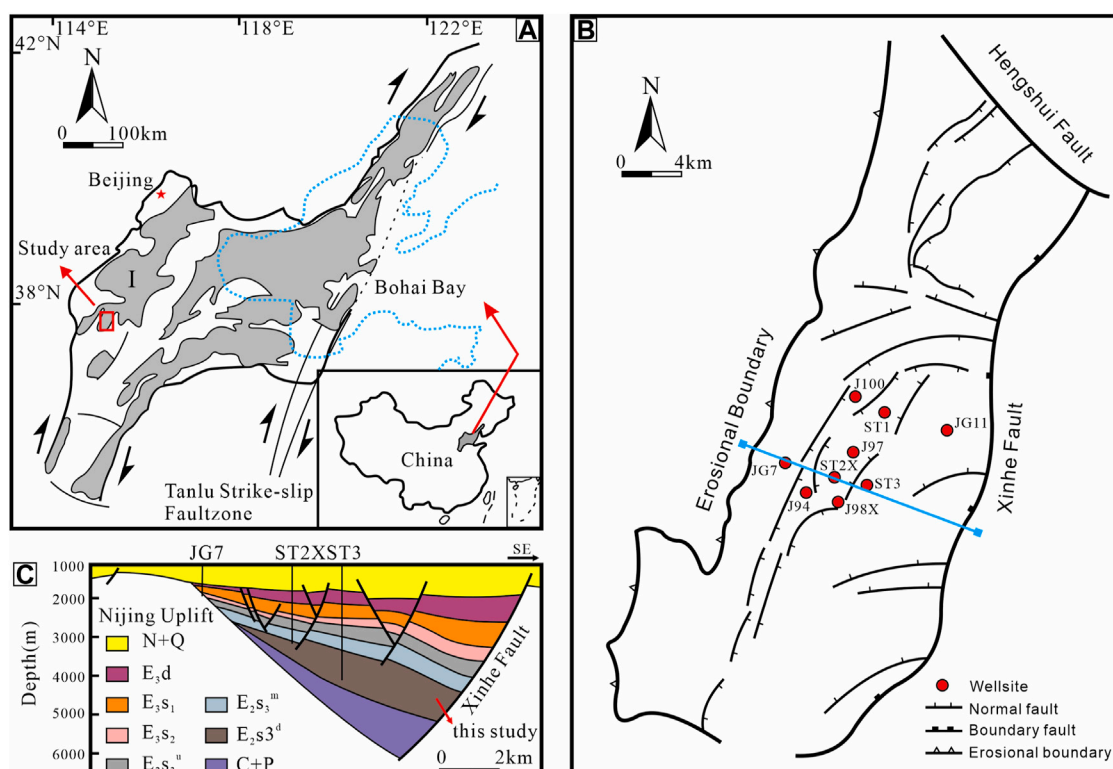 114°E 118°E 122°E
A
42°N
N
0 100km
Beijing
Study area
I
38°N
Bohai Bay
China
Tanlu Strike-slip
Faultzone
B
N
0 4km
Hengshui Fault
Erosional Boundary
Xinhe Fault
J100
ST1
JG11
J97
JG7
ST2X
ST3
J94
J98X
Wellsite
Normal fault
Boundary fault
Erosional boundary
C
JG7 ST2XST3 SE
1000
2000
3000
4000
5000
6000
Depth(m)
Nijing Uplift
N+Q
E₃d
E₃s₁
E₃s₂
E₂s₃ᵐ
E₂s3ᵈ
C+P
Xinhe Fault
this study
0 2km